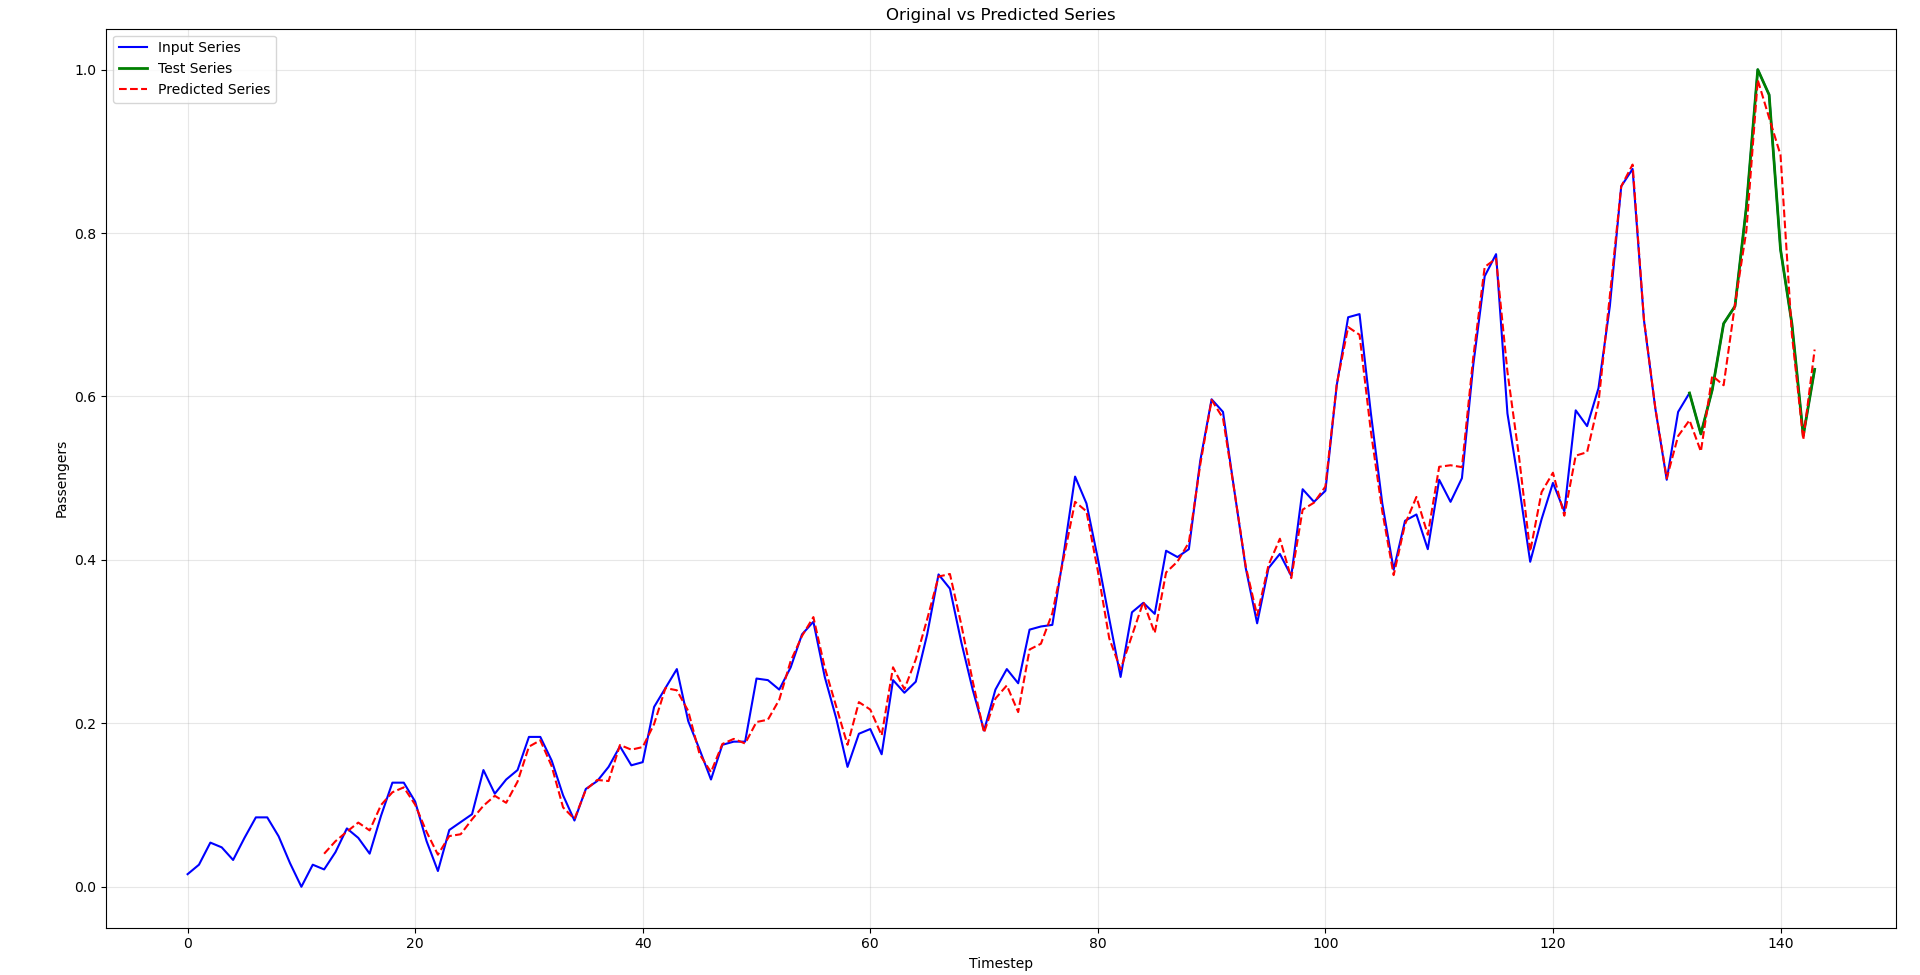 Original vs Predicted Series
Input Series
Test Series
Predicted Series
1.0
0.8
0.6
0.4
0.2
0.0
Passengers
0 20 40 60 80 100 120 140
Timestep